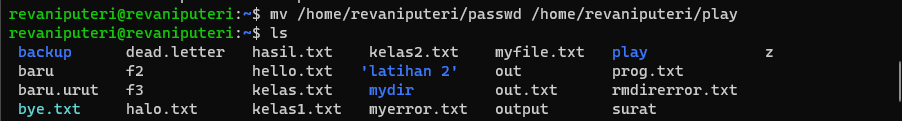 revaniputeri@revaniputeri:~$ mv /home/revaniputeri/passwd /home/revaniputeri/play
revaniputeri@revaniputeri:~$ ls
backup dead.letter hasil.txt kelas2.txt myfile.txt play z
baru f2 hello.txt 'latihan 2' out prog.txt
baru.urut f3 kelas.txt mydir out.txt rmdirerror.txt
bye.txt halo.txt kelas1.txt myerror.txt output surat